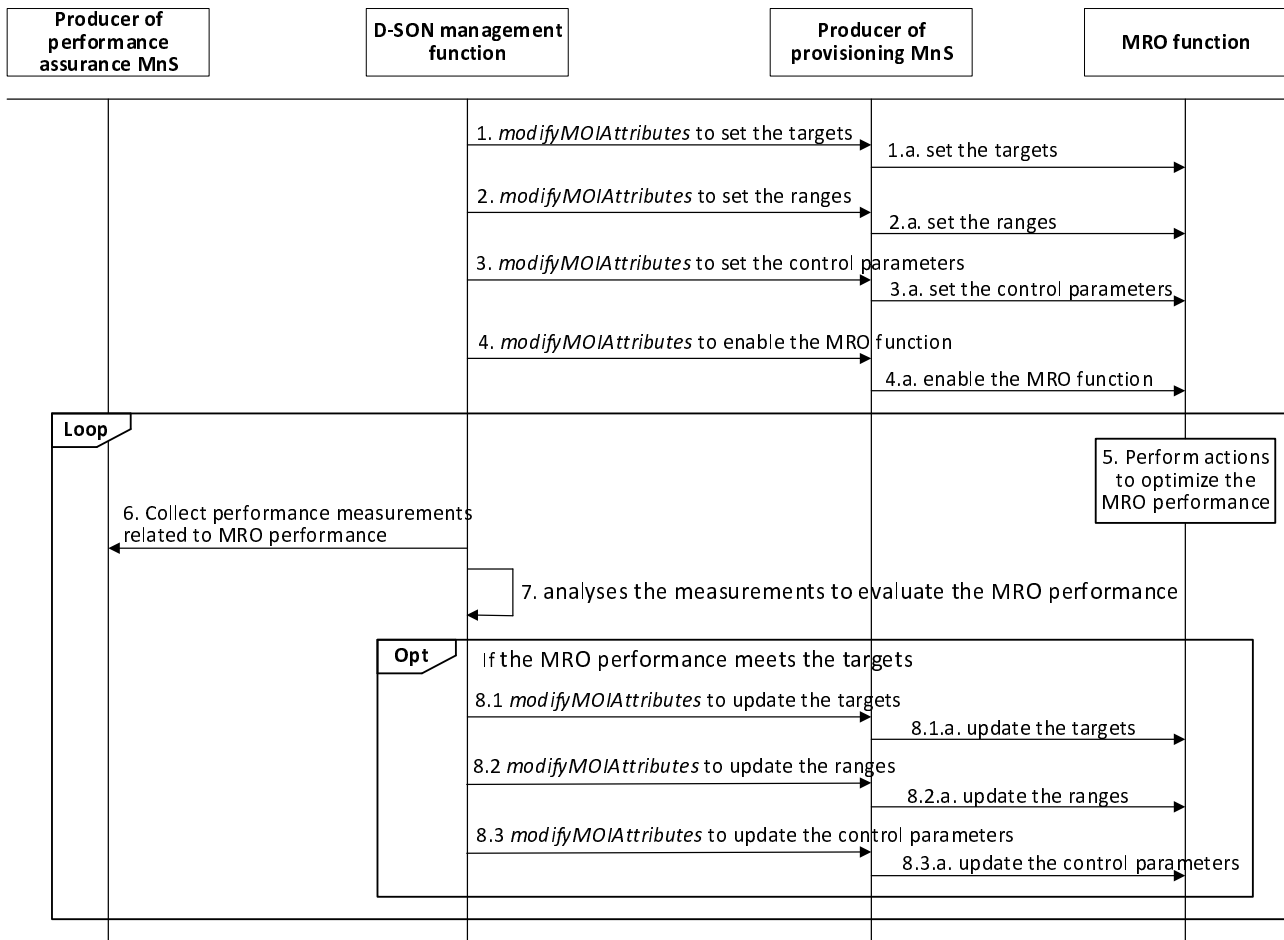 Producer of
performance
assurance MnS
D-SON management
function
Producer of
provisioning MnS
MRO function
1. modifyMOIAttributes to set the targets
1.a. set the targets
2. modifyMOIAttributes to set the ranges
2.a. set the ranges
3. modifyMOIAttributes to set the control parameters
3.a. set the control parameters
4. modifyMOIAttributes to enable the MRO function
4.a. enable the MRO function
Loop
5. Perform actions
to optimize the
MRO performance
6. Collect performance measurements
related to MRO performance
7. analyses the measurements to evaluate the MRO performance
Opt
If the MRO performance meets the targets
8.1 modifyMOIAttributes to update the targets
8.1.a. update the targets
8.2 modifyMOIAttributes to update the ranges
8.2.a. update the ranges
8.3 modifyMOIAttributes to update the control parameters
8.3.a. update the control parameters